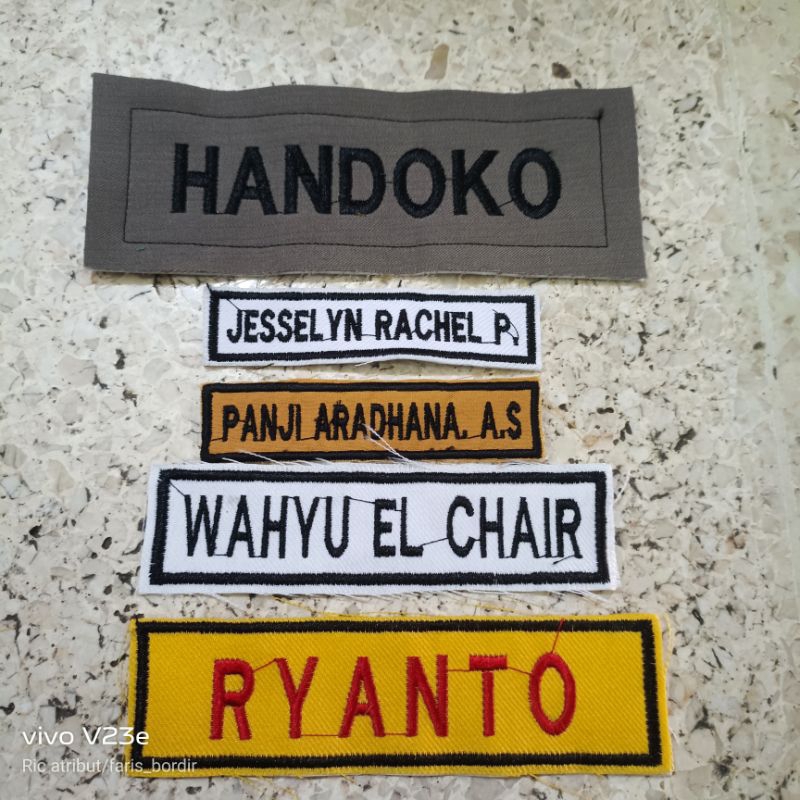 HANDOKO
JESSELYN RACHEL P.
PANJI ARADHANA. A.S
WAHYU EL CHAIR
RYANTO
vivo V23e
Ric atribut/faris_bordir